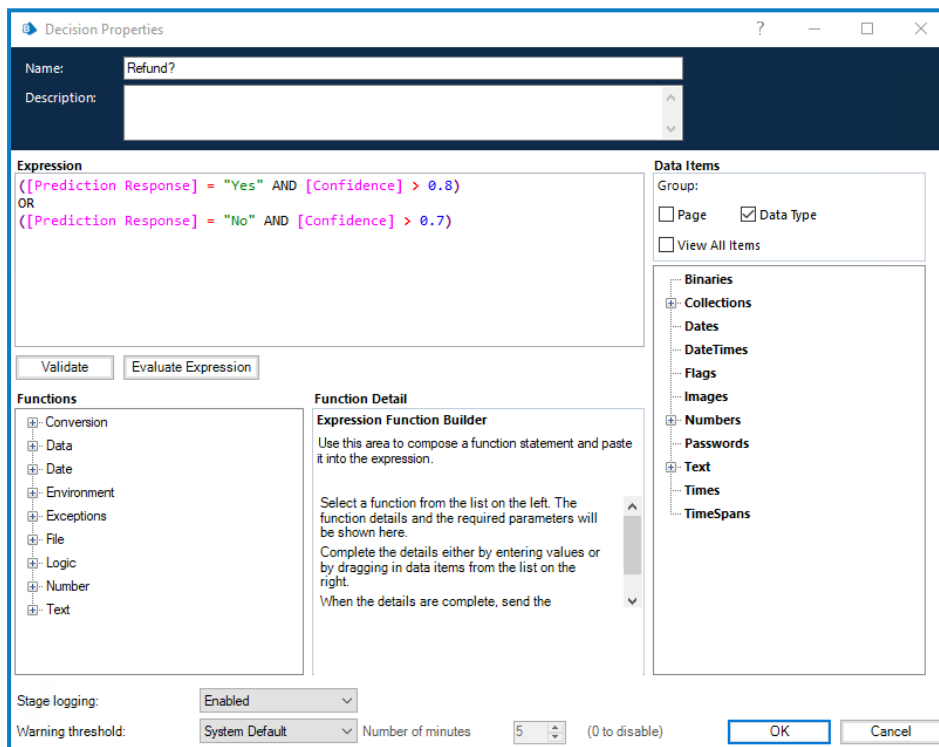 Decision Properties
Name:
Refund?
Description:
Expression
([Prediction Response] = "Yes" AND [Confidence] > 0.8)
OR
([Prediction Response] = "No" AND [Confidence] > 0.7)
Validate
Evaluate Expression
Data Items
Group:
Page
Data Type
View All Items
Binaries
Collections
Dates
DateTimes
Flags
Images
Numbers
Passwords
Text
Times
TimeSpans
Functions
Conversion
Data
Date
Environment
Exceptions
File
Logic
Number
Text
Function Detail
Expression Function Builder
Use this area to compose a function statement and paste
it into the expression.
Select a function from the list on the left. The
function details and the required parameters will
be shown here.
Complete the details either by entering values or
by dragging in data items from the list on the
right.
When the details are complete, send the
Stage logging:
Enabled
Warning threshold:
System Default
Number of minutes
5
(0 to disable)
OK
Cancel